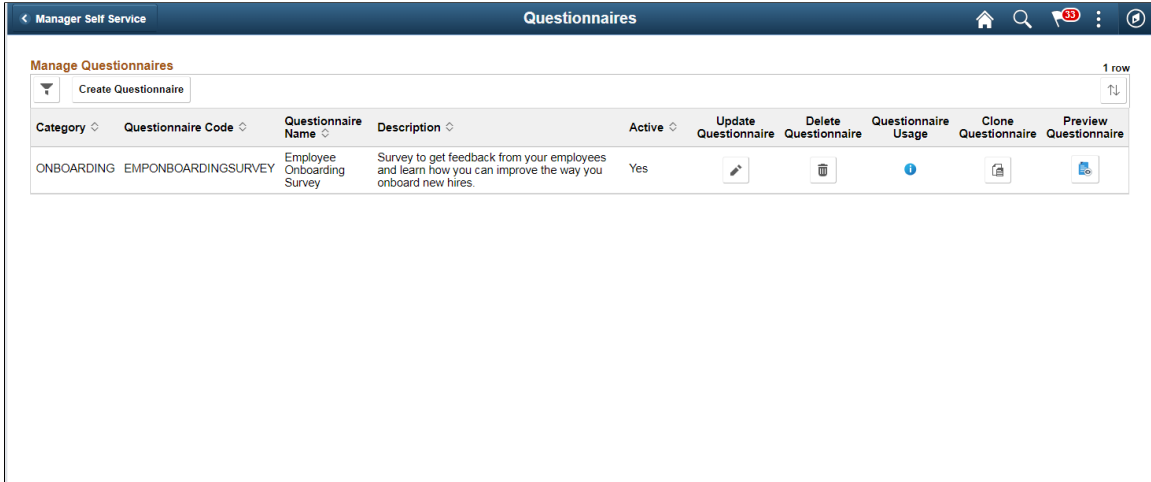 Manager Self Service
Questionnaires
33
Manage Questionnaires
1 row
Create Questionnaire
Category
Questionnaire Code
Questionnaire
Name
Description
Active
Update
Questionnaire
Delete
Questionnaire
Questionnaire
Usage
Clone
Questionnaire
Preview
Questionnaire
ONBOARDING
EMPONBOARDINGSURVEY
Employee
Onboarding
Survey
Survey to get feedback from your employees
and learn how you can improve the way you
onboard new hires.
Yes